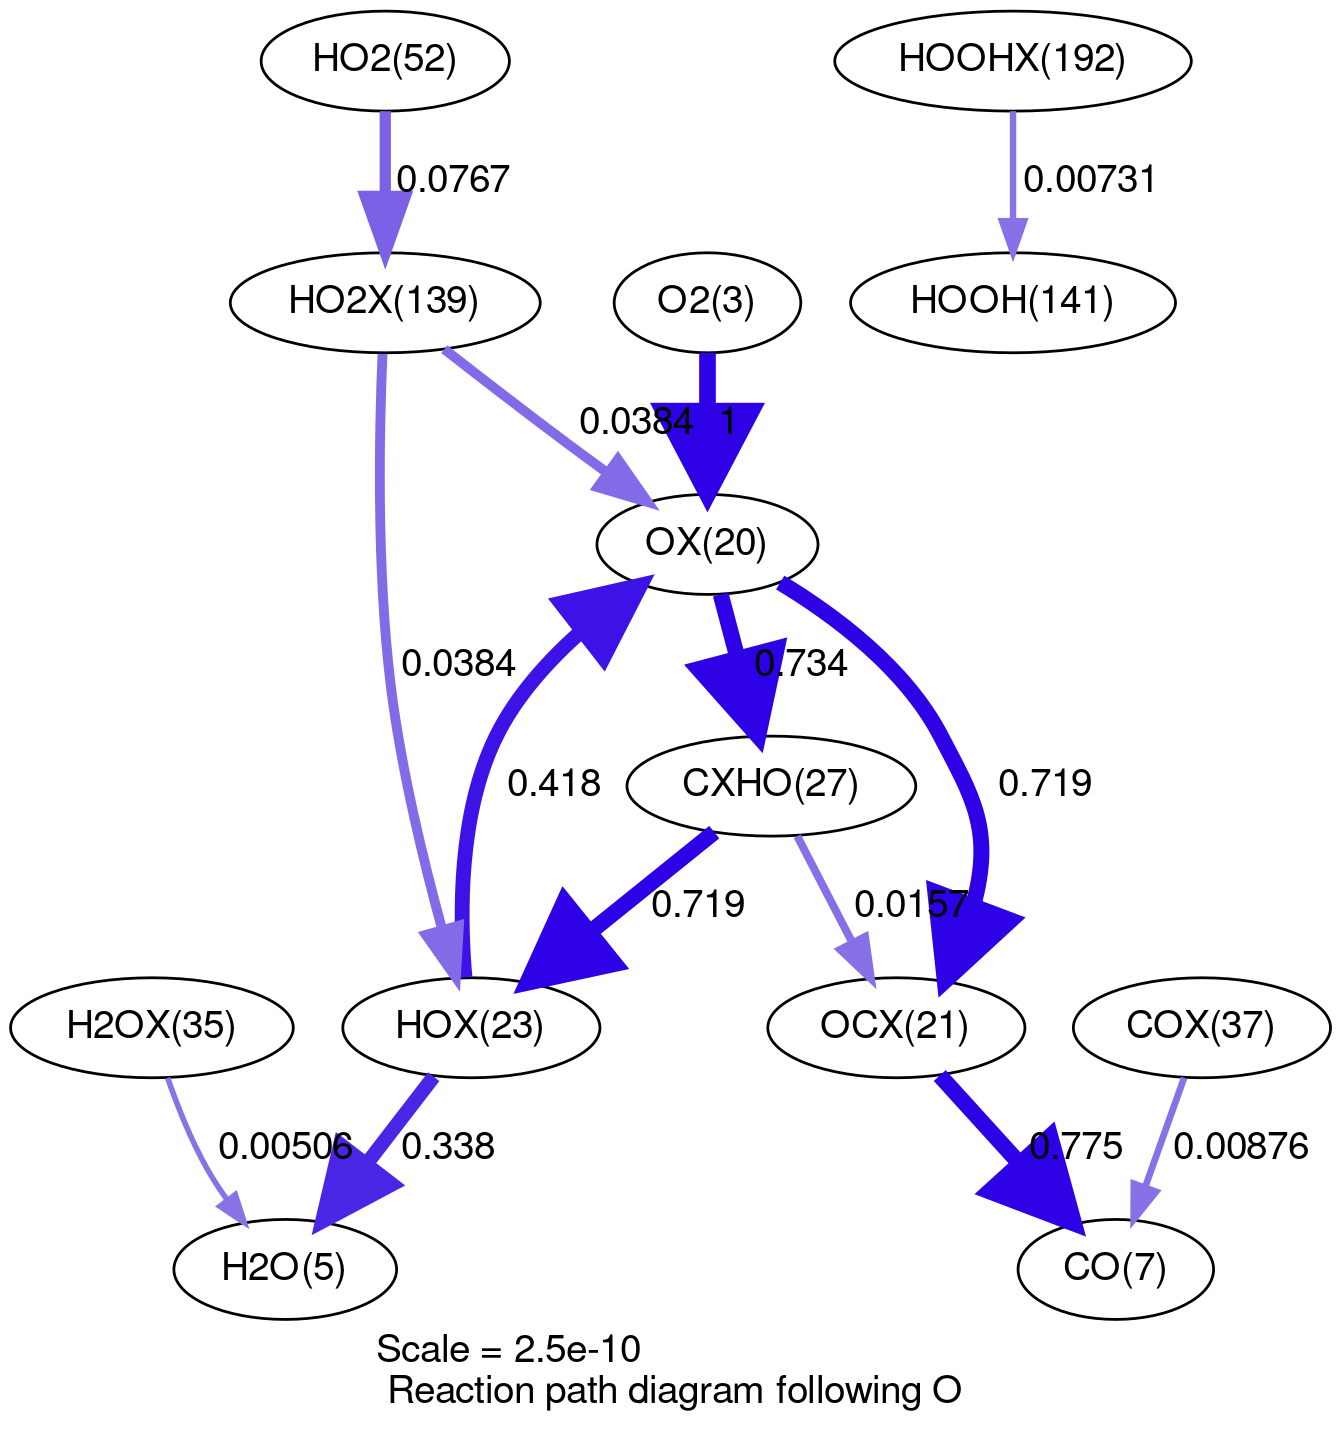 HO2(52)
HOOHX(192)
0.0767
0.00731
HO2X(139)
O2(3)
HOOH(141)
0.0384
1
OX(20)
0.0384
0.734
0.418
CXHO(27)
0.719
0.719
0.0157
H2OX(35)
HOX(23)
OCX(21)
COX(37)
0.00506
0.338
0.775
0.00876
H2O(5)
CO(7)
Scale = 2.5e-10
Reaction path diagram following O